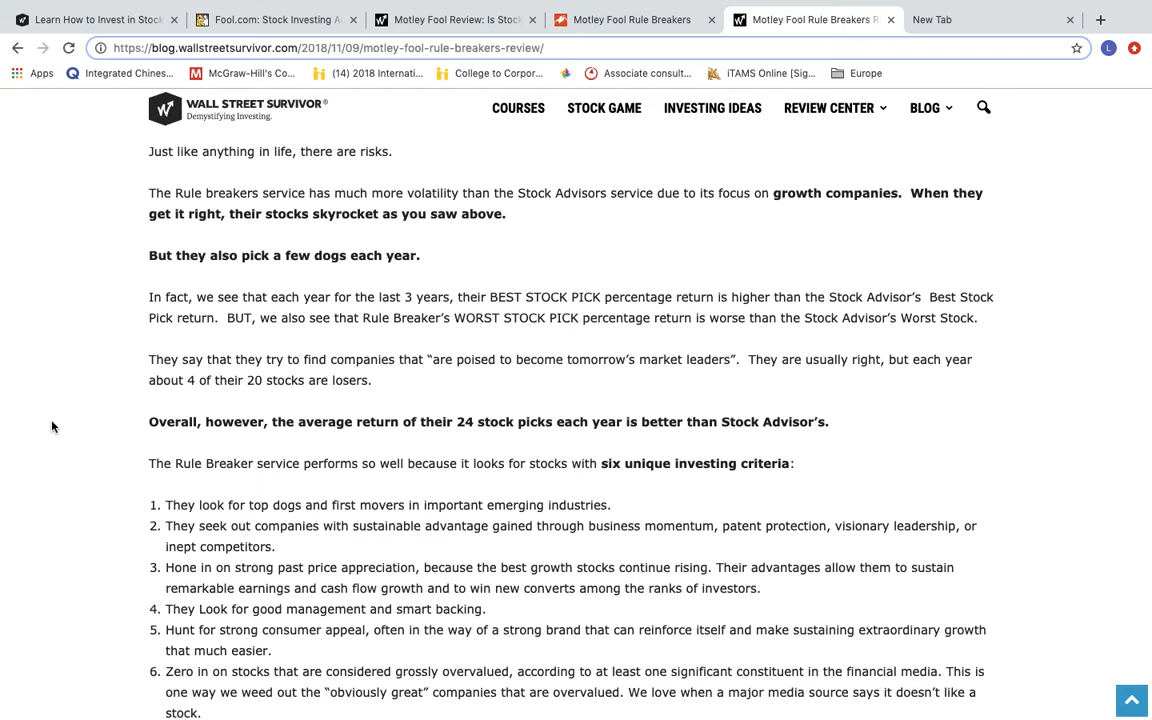 Learn How to Invest in Stock
Fool.com: Stock Investing A
Motley Fool Review: Is Stock
Motley Fool Rule Breakers
Motley Fool Rule Breakers R
New Tab
https://blog.wallstreetsurvivor.com/2018/11/09/motley-fool-rule-breakers-review/
L
Apps
Integrated Chines...
McGraw-Hill's Co...
(14) 2018 Internati...
College to Corpor...
Associate consult...
iTAMS Online [Sig...
Europe
WALL STREET SURVIVOR®
Demystifying Investing.
COURSES
STOCK GAME
INVESTING IDEAS
REVIEW CENTER
BLOG
Just like anything in life, there are risks.
The Rule breakers service has much more volatility than the Stock Advisors service due to its focus on growth companies. When they
get it right, their stocks skyrocket as you saw above.
But they also pick a few dogs each year.
In fact, we see that each year for the last 3 years, their BEST STOCK PICK percentage return is higher than the Stock Advisor's Best Stock
Pick return. BUT, we also see that Rule Breaker's WORST STOCK PICK percentage return is worse than the Stock Advisor's Worst Stock.
They say that they try to find companies that "are poised to become tomorrow's market leaders". They are usually right, but each year
about 4 of their 20 stocks are losers.
Overall, however, the average return of their 24 stock picks each year is better than Stock Advisor's.
The Rule Breaker service performs so well because it looks for stocks with six unique investing criteria:
1. They look for top dogs and first movers in important emerging industries.
2. They seek out companies with sustainable advantage gained through business momentum, patent protection, visionary leadership, or
inept competitors.
3. Hone in on strong past price appreciation, because the best growth stocks continue rising. Their advantages allow them to sustain
remarkable earnings and cash flow growth and to win new converts among the ranks of investors.
4. They Look for good management and smart backing.
5. Hunt for strong consumer appeal, often in the way of a strong brand that can reinforce itself and make sustaining extraordinary growth
that much easier.
6. Zero in on stocks that are considered grossly overvalued, according to at least one significant constituent in the financial media. This is
one way we weed out the "obviously great" companies that are overvalued. We love when a major media source says it doesn't like a
stock.